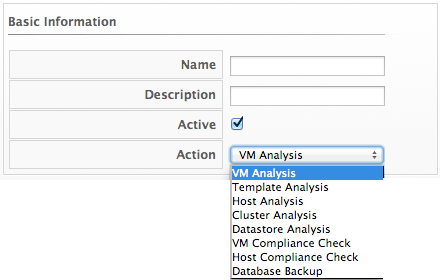 Basic Information
Name
Description
Active
Action VM Analysis
VM Analysis
Template Analysis
Host Analysis
Cluster Analysis
Datastore Analysis
VM Compliance Check
Host Compliance Check
Database Backup